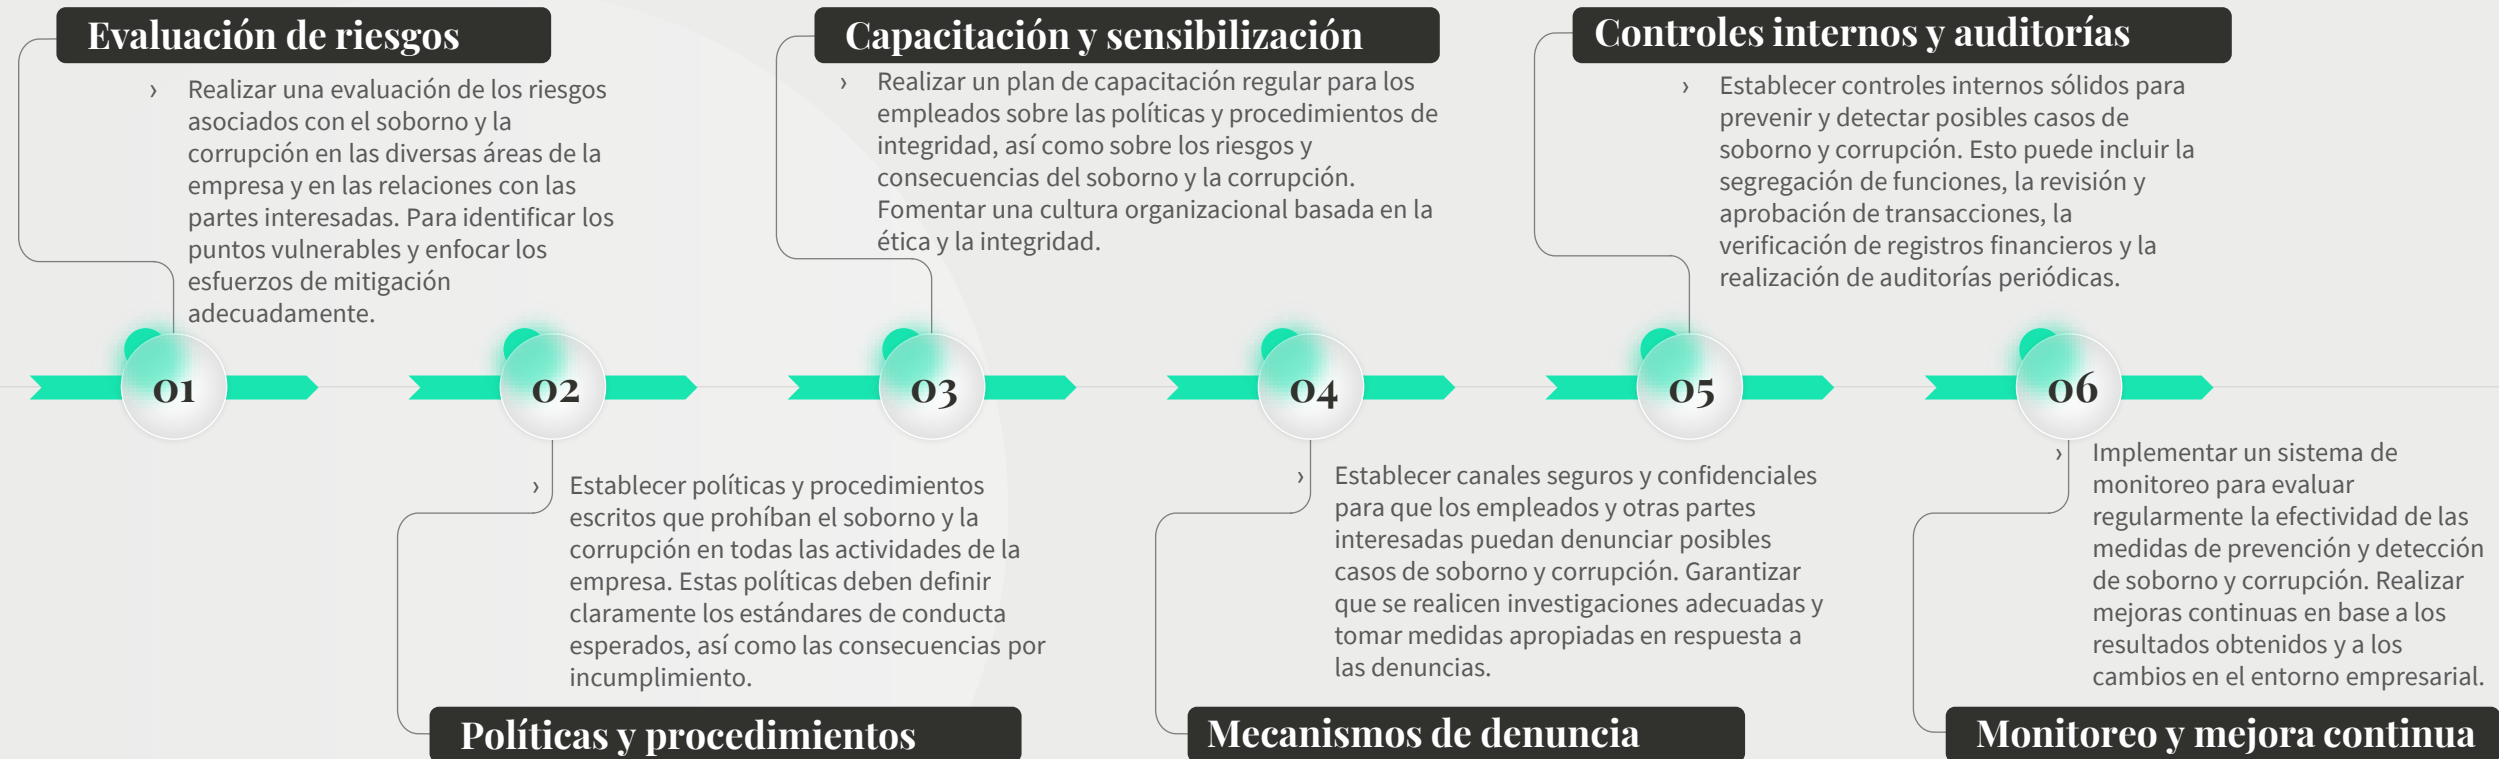 Evaluación de riesgos
› Realizar una evaluación de los riesgos
asociados con el soborno y la
corrupción en las diversas áreas de la
empresa y en las relaciones con las
partes interesadas. Para identificar los
puntos vulnerables y enfocar los
esfuerzos de mitigación
adecuadamente.
01
02
› Establecer políticas y procedimientos
escritos que prohíban el soborno y la
corrupción en todas las actividades de la
empresa. Estas políticas deben definir
claramente los estándares de conducta
esperados, así como las consecuencias por
incumplimiento.
Políticas y procedimientos
Capacitación y sensibilización
› Realizar un plan de capacitación regular para los
empleados sobre las políticas y procedimientos de
integridad, así como sobre los riesgos y
consecuencias del soborno y la corrupción.
Fomentar una cultura organizacional basada en la
ética y la integridad.
03
04
› Establecer canales seguros y confidenciales
para que los empleados y otras partes
interesadas puedan denunciar posibles
casos de soborno y corrupción. Garantizar
que se realicen investigaciones adecuadas y
tomar medidas apropiadas en respuesta a
las denuncias.
Mecanismos de denuncia
Controles internos y auditorías
› Establecer controles internos sólidos para
prevenir y detectar posibles casos de
soborno y corrupción. Esto puede incluir la
segregación de funciones, la revisión y
aprobación de transacciones, la
verificación de registros financieros y la
realización de auditorías periódicas.
05
06
› Implementar un sistema de
monitoreo para evaluar
regularmente la efectividad de las
medidas de prevención y detección
de soborno y corrupción. Realizar
mejoras continuas en base a los
resultados obtenidos y a los
cambios en el entorno empresarial.
Monitoreo y mejora continua